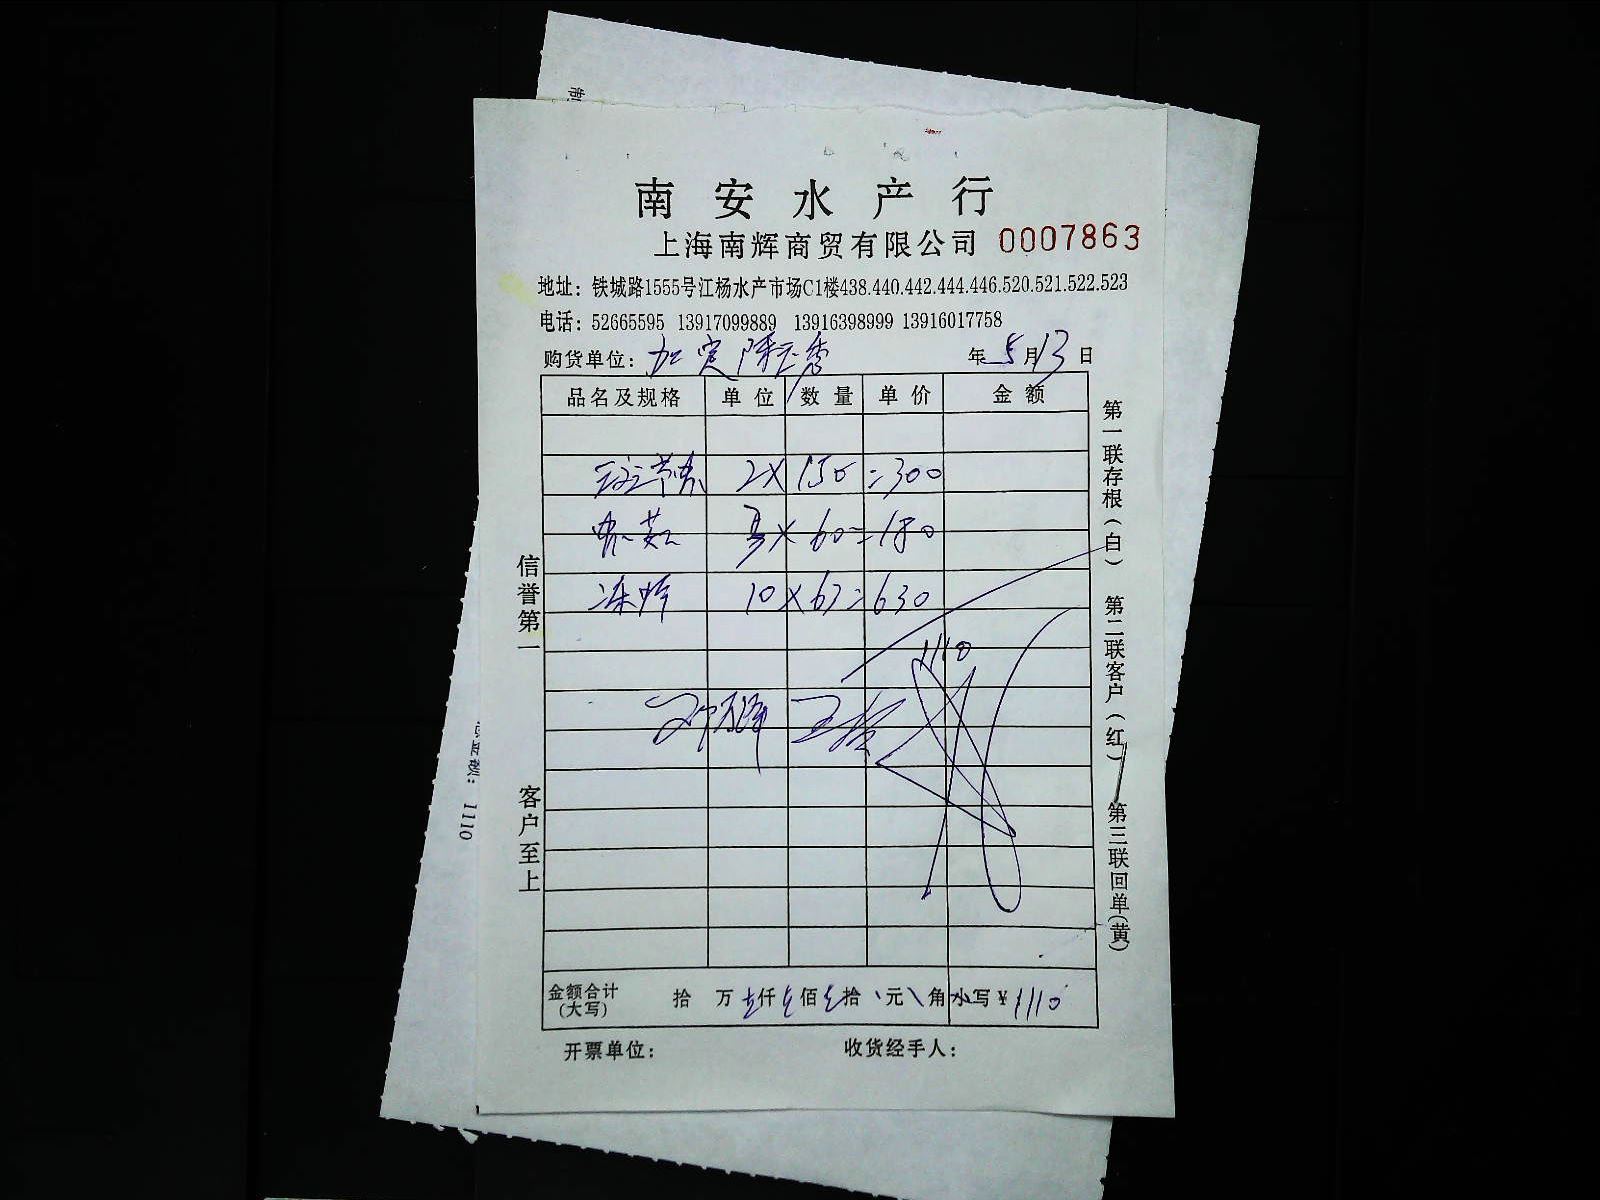 南安水产行
上海南辉商贸有限公司 0007863
地址：铁城路1555号江杨水产市场C1楼438.440.442.444.446.520.521.522.523
电话：52665595 13917099889 13916398999 13916017758
购货单位： 年 5 月 13 日
品名及规格 单位 数量 单价 金额
2 X 150 = 300
X 60 = 180
10 X 63 = 630
1110
金额合计(大写) 拾 万 仟 佰 拾 元 角 小写￥1110
开票单位： 收货经手人：
信誉第一
客户至上
第一联存根(白) 第二联客户(红) 第三联回单(黄)
1110